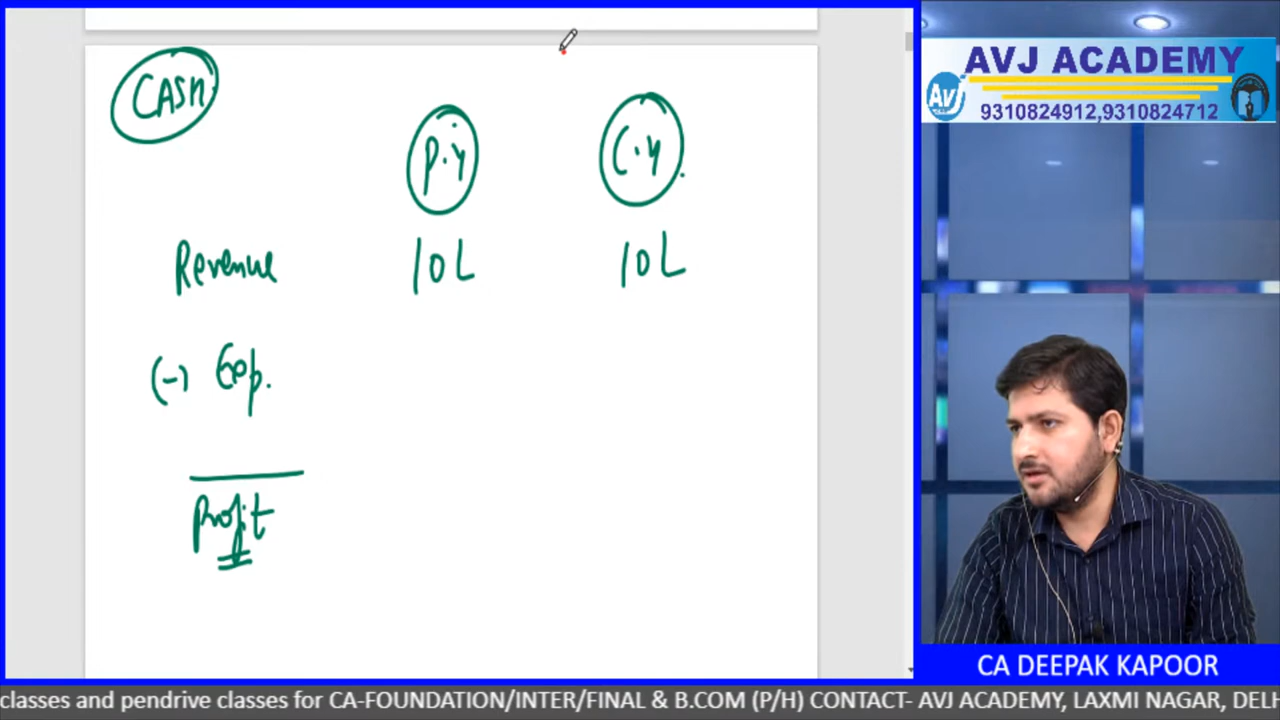 CASH
P.Y
C.Y
Revenue 10L 10L
(-) Exp.
Profit
AVJ ACADEMY
AV
9310824912,9310824712
CA DEEPAK KAPOOR
classes and pendrive classes for CA-FOUNDATION/INTER/FINAL & B.COM (P/H) CONTACT- AVJ ACADEMY, LAXMI NAGAR, DELH